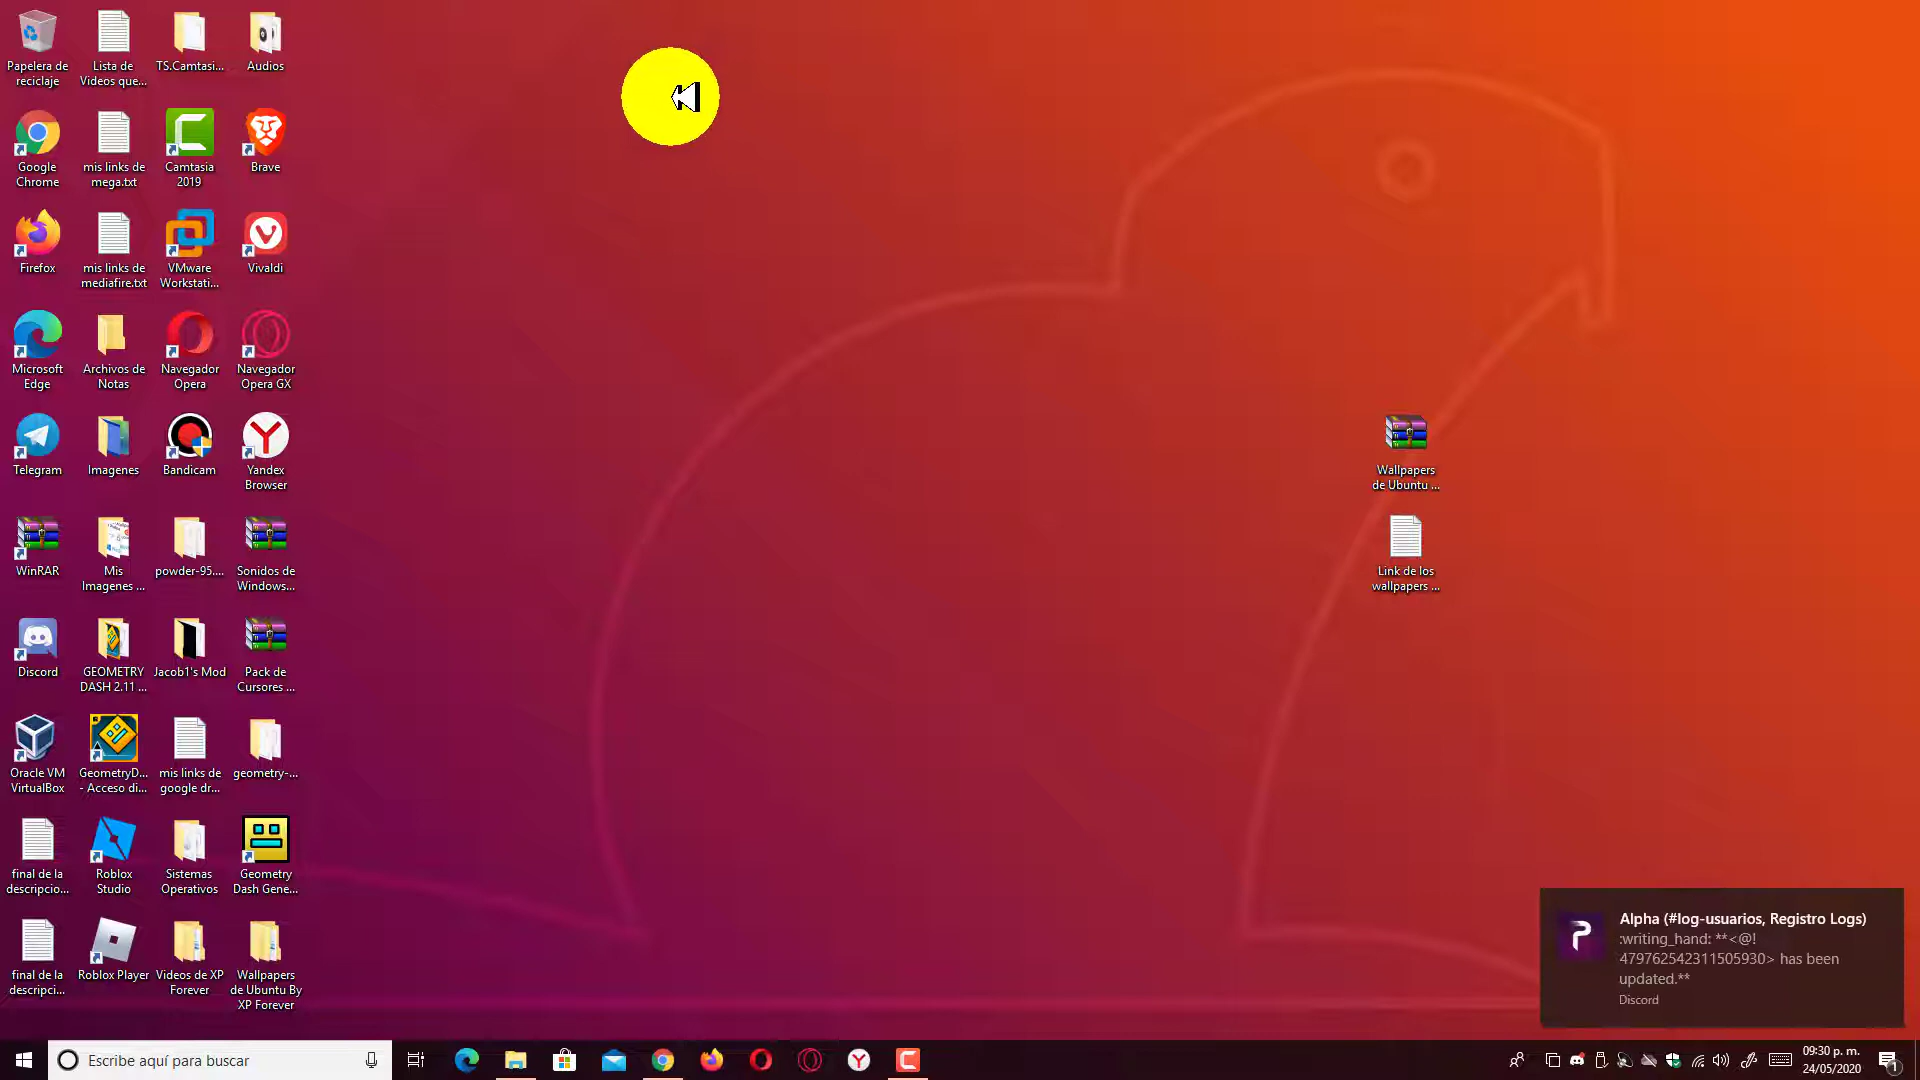 Papelera de
reciclaje
Lista de
Videos que...
TS.Camtasi...
Audios
Google
Chrome
mis links de
mega.txt
Camtasia
2019
Brave
Firefox
mis links de
mediafire.txt
VMware
Workstati...
Vivaldi
Microsoft
Edge
Archivos de
Notas
Navegador
Opera
Navegador
Opera GX
Telegram
Imagenes
Bandicam
Yandex
Browser
WinRAR
Mis
Imagenes ...
powder-95....
Sonidos de
Windows...
Discord
GEOMETRY
DASH 2.11 ...
Jacob1's Mod
Pack de
Cursores ...
Oracle VM
VirtualBox
GeometryD...
- Acceso di...
mis links de
google dr...
geometry-...
final de la
descripcio...
Roblox
Studio
Sistemas
Operativos
Geometry
Dash Gene...
final de la
descripci...
Roblox Player
Videos de XP
Forever
Wallpapers
de Ubuntu By
XP Forever
Wallpapers
de Ubuntu ...
Link de los
wallpapers ...
Alpha (#log-usuarios, Registro Logs)
:writing_hand: **<@!
479762542311505930> has been
updated.**
Discord
Escribe aquí para buscar
09:30 p. m.
24/05/2020
1